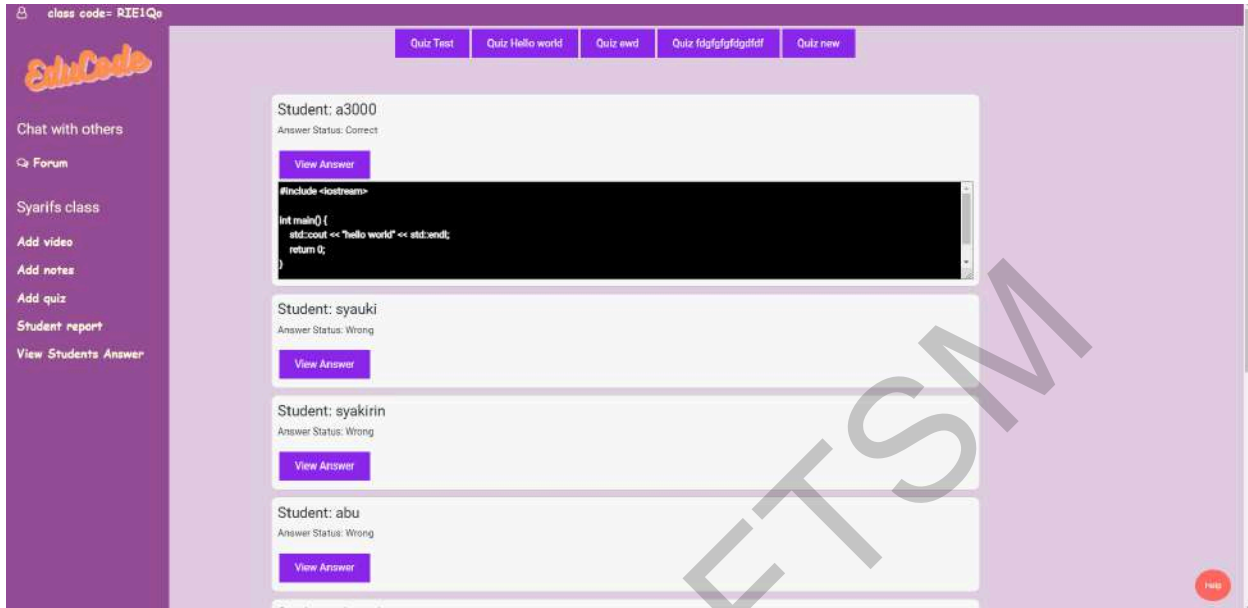 class code= RIE1Qo
EduCode
Chat with others
Forum
Syarifs class
Add video
Add notes
Add quiz
Student report
View Students Answer
Quiz Test Quiz Hello world Quiz ewd Quiz fdgfgfgfdgdfdf Quiz new
Student: a3000
Answer Status: Correct
View Answer
#include <iostream>
int main() {
std::cout << "hello world" << std::endl;
return 0;
}
Student: syauki
Answer Status: Wrong
View Answer
Student: syakirin
Answer Status: Wrong
View Answer
Student: abu
Answer Status: Wrong
View Answer
Help
FTSM